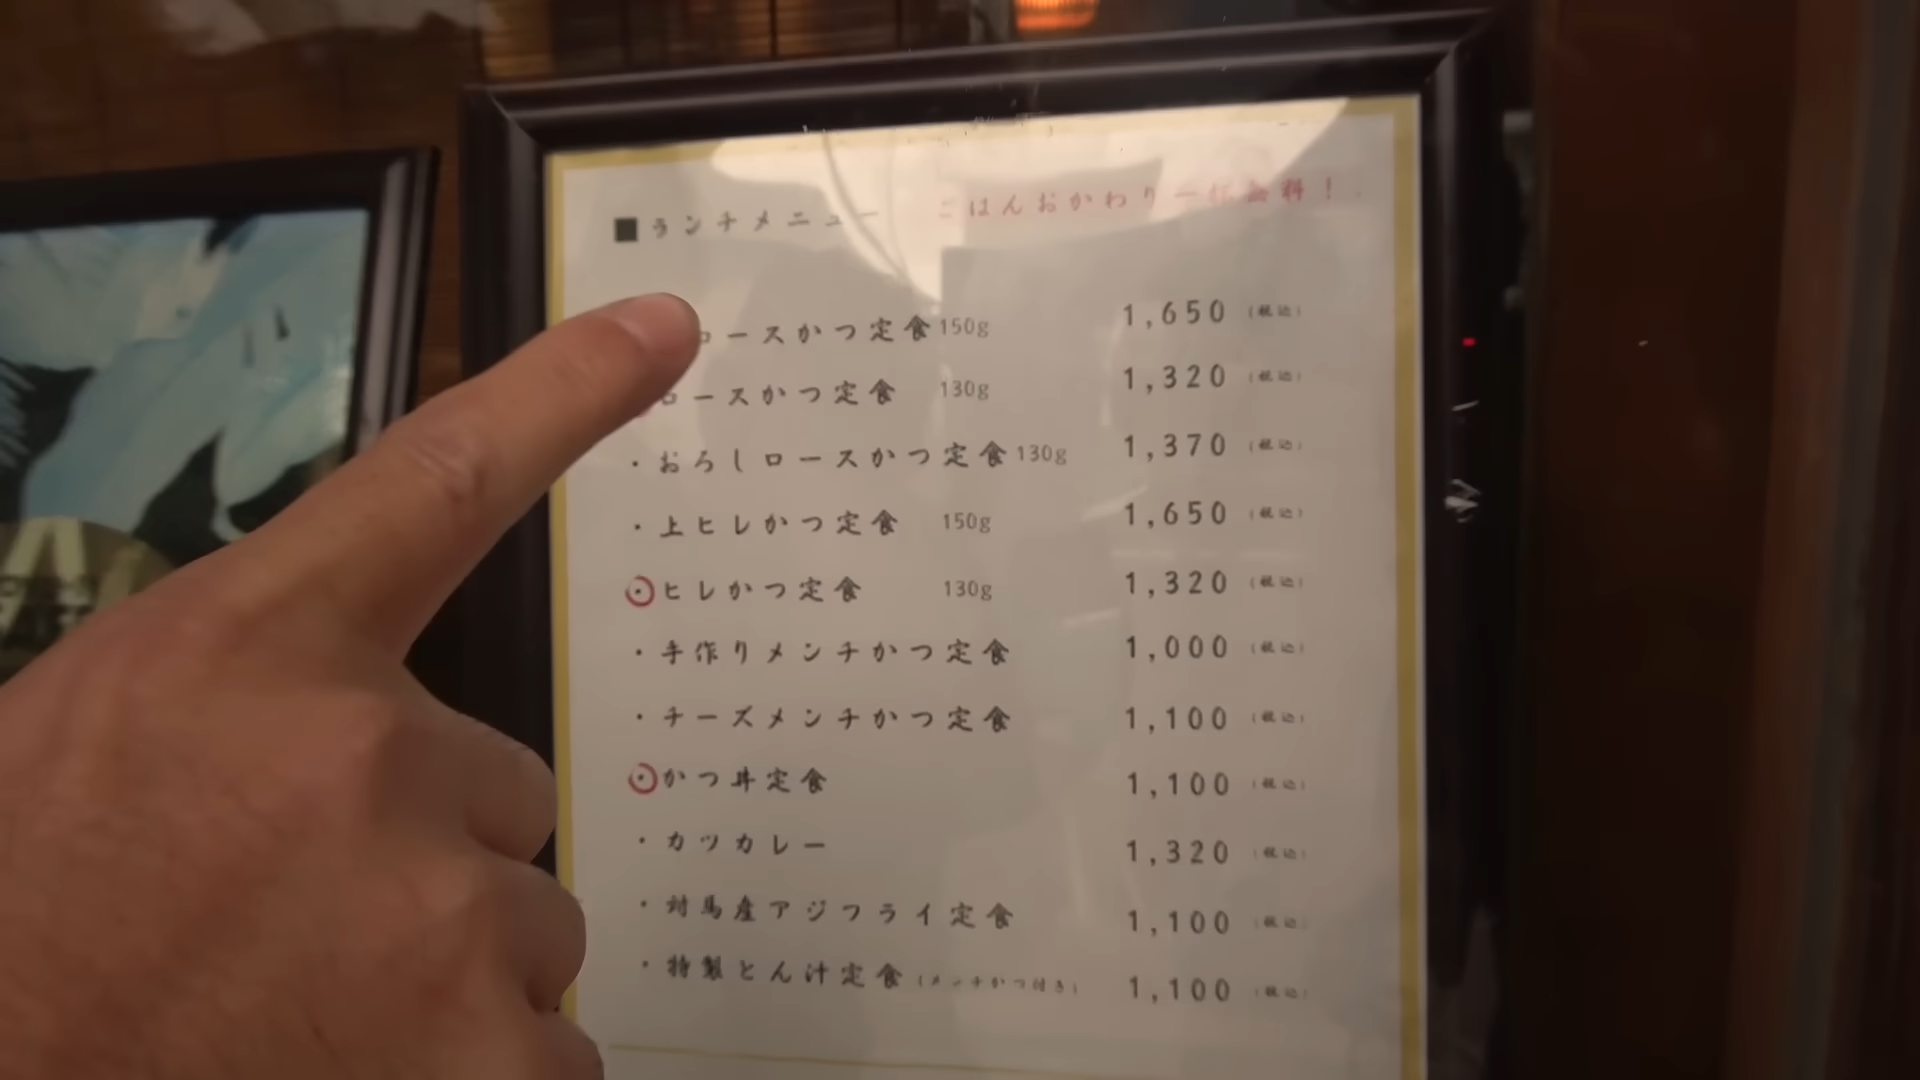 ■ランチメニュー ごはんおかわり一杯無料！
ロースかつ定食 150g 1,650 (税込)
ロースかつ定食 130g 1,320 (税込)
・おろしロースかつ定食 130g 1,370 (税込)
・上ヒレかつ定食 150g 1,650 (税込)
・ヒレかつ定食 130g 1,320 (税込)
・手作りメンチかつ定食 1,000 (税込)
・チーズメンチかつ定食 1,100 (税込)
・かつ丼定食 1,100 (税込)
・カツカレー 1,320 (税込)
・対馬産アジフライ定食 1,100 (税込)
・特製とん汁定食 (メンチかつ付き) 1,100 (税込)